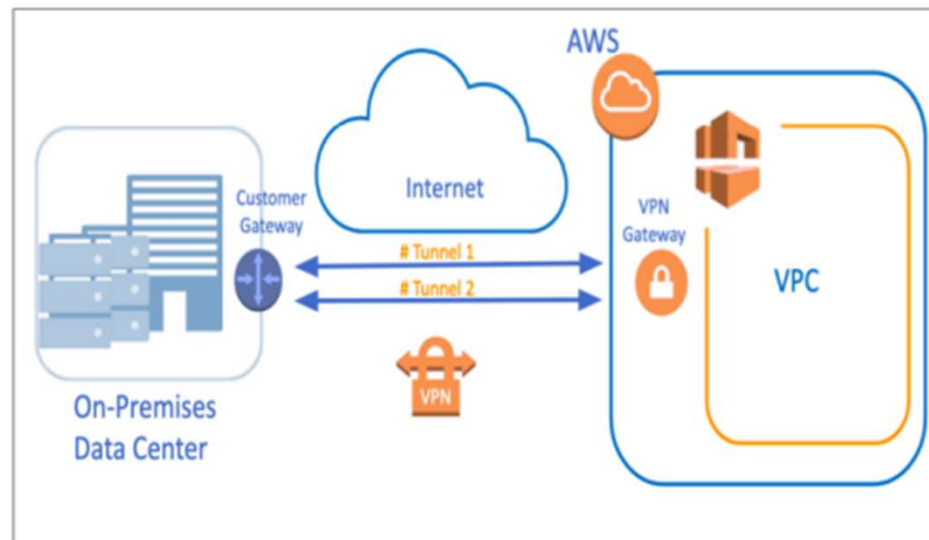 AWS
Internet
Customer
Gateway
# Tunnel 1
# Tunnel 2
VPN
Gateway
VPC
VPN
On-Premises
Data Center